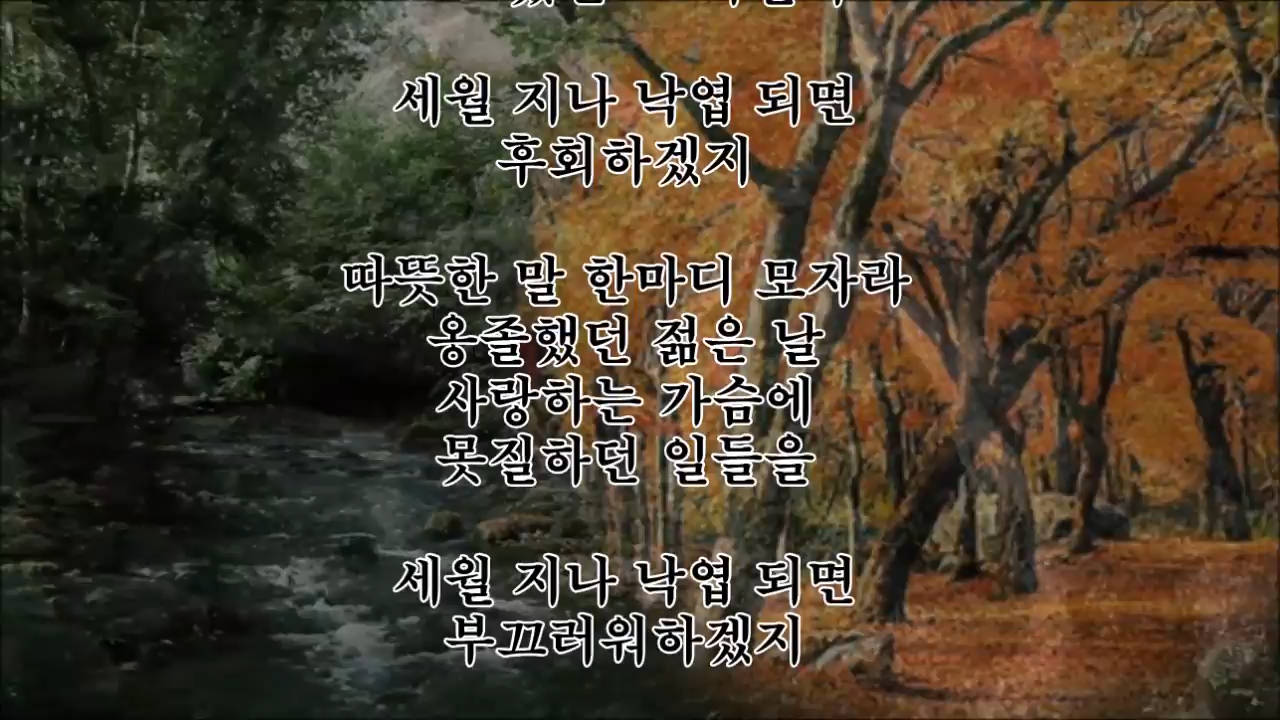 세월 지나 낙엽 되면
후회하겠지
따뜻한 말 한마디 모자라
옹졸했던 젊은 날
사랑하는 가슴에
못질하던 일들을
세월 지나 낙엽 되면
부끄러워하겠지